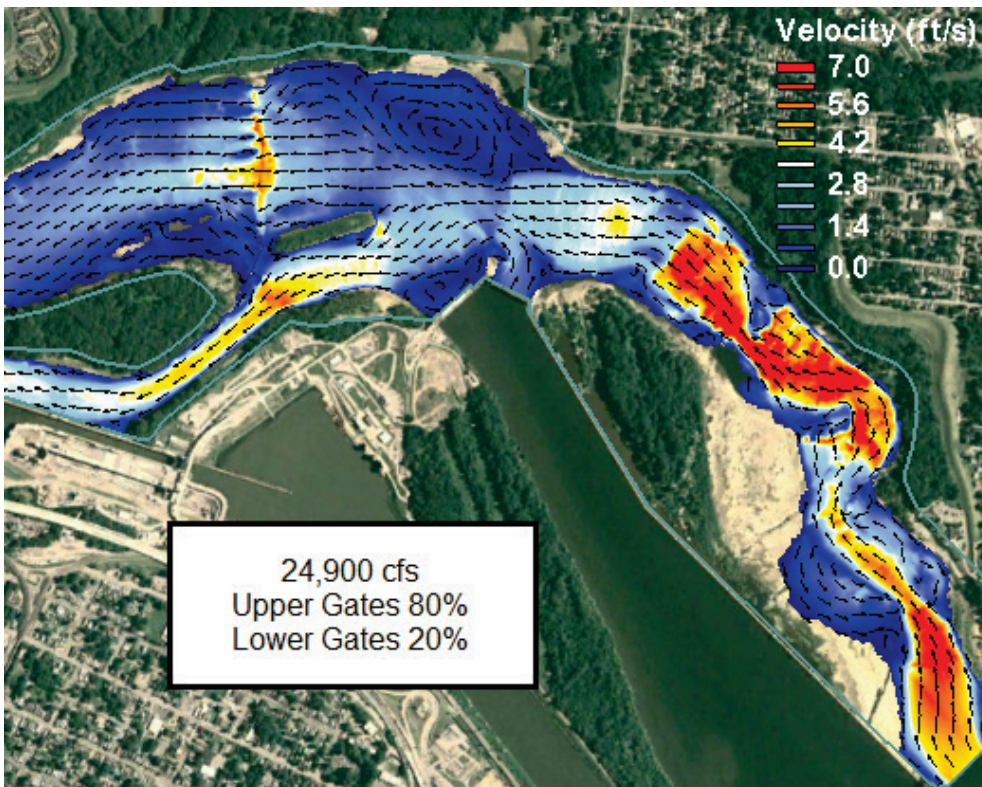 Velocity (ft/s)
7.0
5.6
4.2
2.8
1.4
0.0
24,900 cfs
Upper Gates 80%
Lower Gates 20%